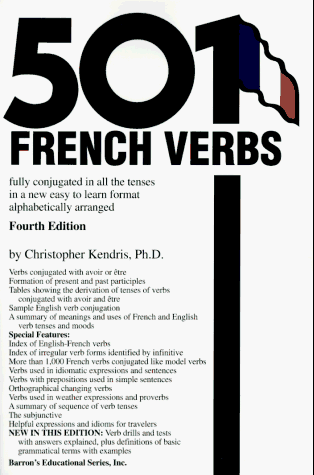 501
FRENCH VERBS
fully conjugated in all the tenses
in a new easy to learn format
alphabetically arranged
Fourth Edition
by Christopher Kendris, Ph.D.
Verbs conjugated with avoir or être
Formation of present and past participles
Tables showing the derivation of tenses of verbs
conjugated with avoir and être
Sample English verb conjugation
A summary of meanings and uses of French and English
verb tenses and moods
Special Features:
Index of English-French verbs
Index of irregular verb forms identified by infinitive
More than 1,000 French verbs conjugated like model verbs
Verbs used in idiomatic expressions and sentences
Verbs with prepositions used in simple sentences
Orthographical changing verbs
Verbs used in weather expressions and proverbs
A summary of sequence of verb tenses
The subjunctive
Helpful expressions and idioms for travelers
NEW IN THIS EDITION: Verb drills and tests
with answers explained, plus definitions of basic
grammatical terms with examples
Barron's Educational Series, Inc.